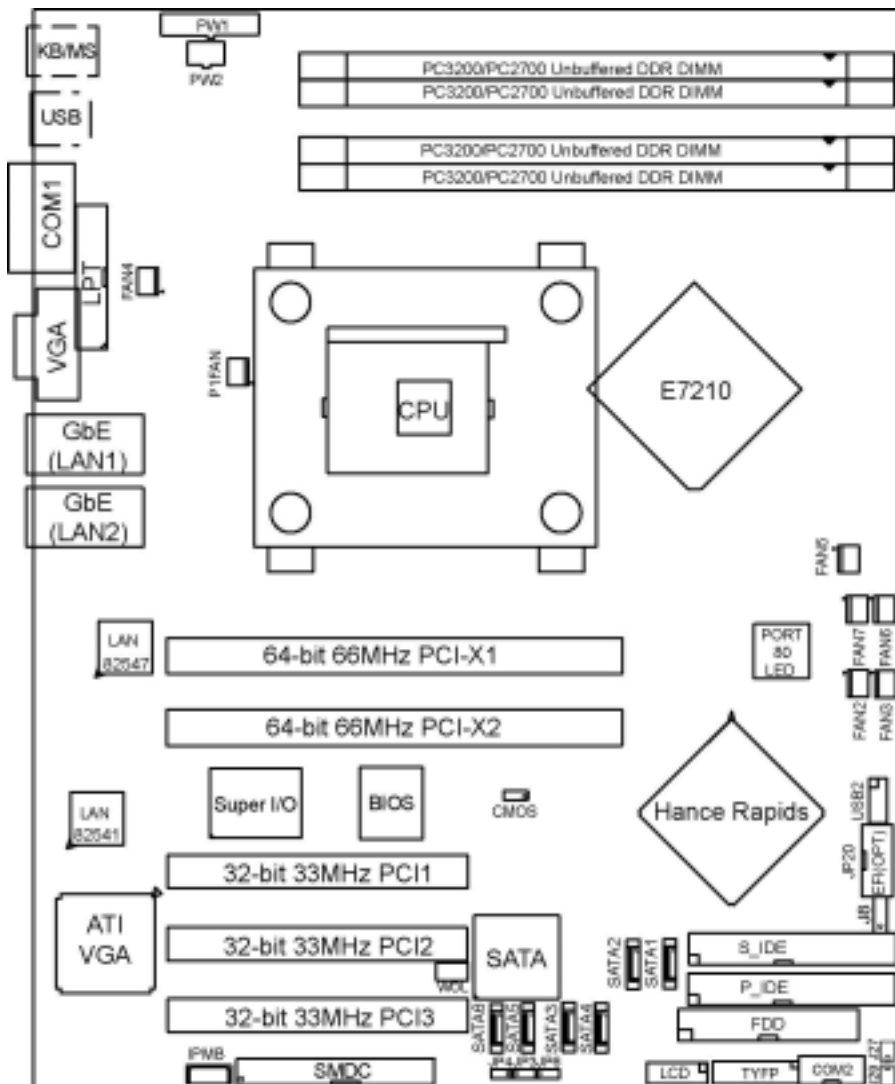 PW1
KB/MS
PW2
PC3200/PC2700 Unbuffered DDR DIMM
PC3200/PC2700 Unbuffered DDR DIMM
USB
PC3200/PC2700 Unbuffered DDR DIMM
PC3200/PC2700 Unbuffered DDR DIMM
COM1
LPT
FAN4
VGA
P1FAN
CPU
E7210
GbE
(LAN1)
GbE
(LAN2)
FAN5
LAN
82547
64-bit 66MHz PCI-X1
PORT
80
LED
FAN7
FAN6
64-bit 66MHz PCI-X2
FAN2
FAN3
Super I/O
BIOS
CMOS
Hance Rapids
USB2
LAN
82541
JP20
EFI(OPT)
32-bit 33MHz PCI1
J8
ATI
VGA
32-bit 33MHz PCI2
WOL
SATA
SATA2
SATA1
S_IDE
P_IDE
32-bit 33MHz PCI3
SATA6
SATA5
SATA3
SATA4
FDD
J27
IPMB
SMDC
JP4
LCD
TYFP
COM2